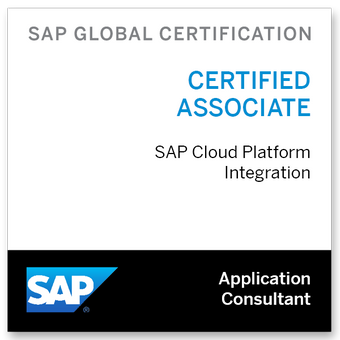 SAP GLOBAL CERTIFICATION
CERTIFIED
ASSOCIATE
SAP Cloud Platform
Integration
SAP®
Application
Consultant